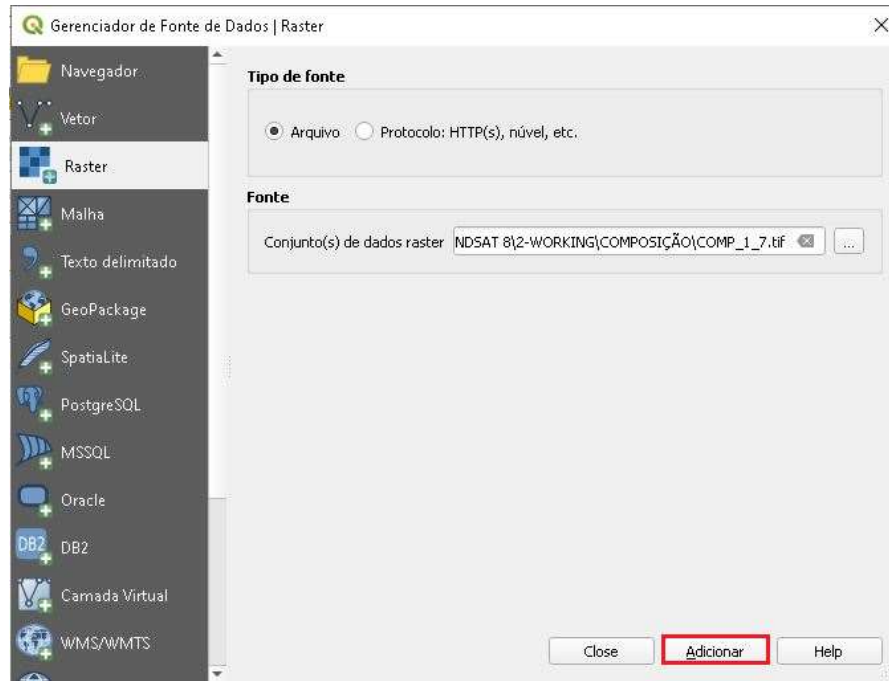 Gerenciador de Fonte de Dados | Raster
Navegador
Vetor
Raster
Malha
Texto delimitado
GeoPackage
SpatiaLite
PostgreSQL
MSSQL
Oracle
DB2
DB2
Camada Virtual
WMS/WMTS
Tipo de fonte
Arquivo
Protocolo: HTTP(s), núvel, etc.
Fonte
Conjunto(s) de dados raster
NDSAT 8\2-WORKING\COMPOSIÇÃO\COMP_1_7.tif
...
Close
Adicionar
Help